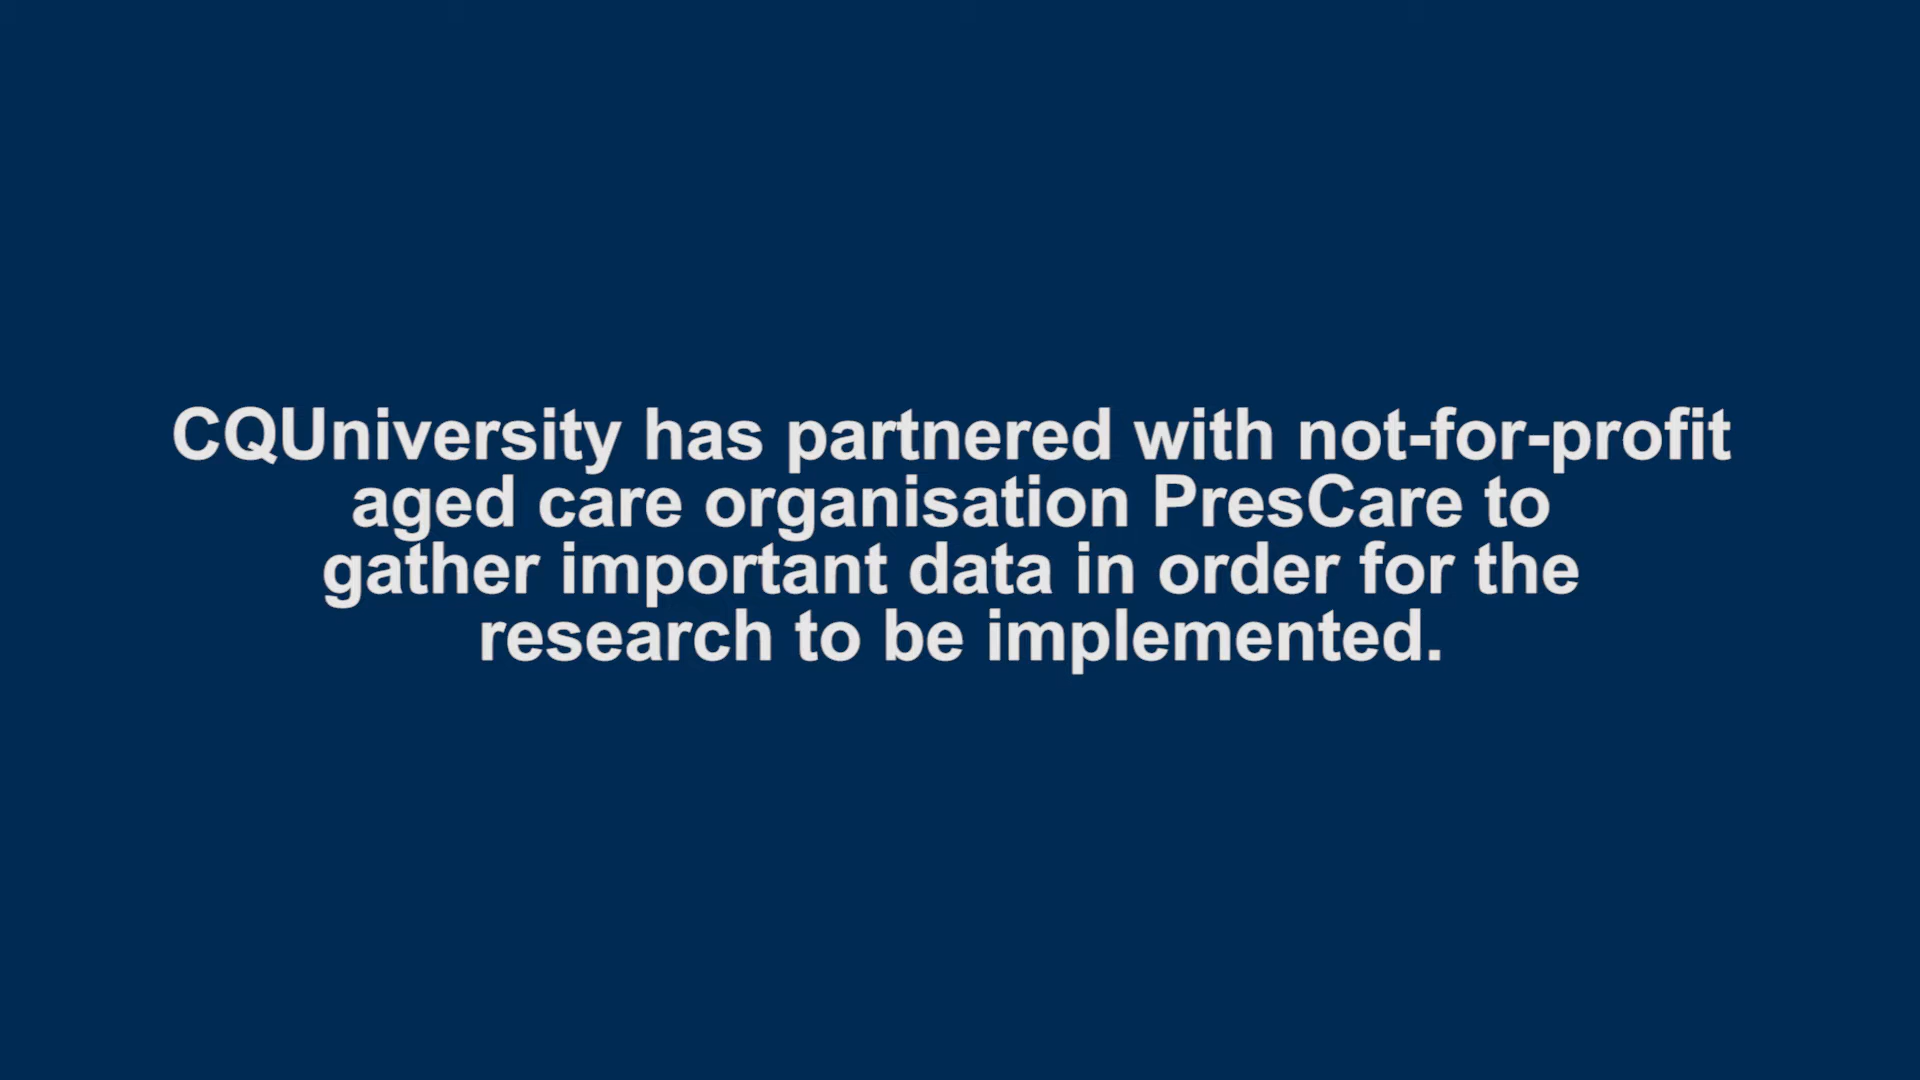 CQUniversity has partnered with not-for-profit
aged care organisation PresCare to
gather important data in order for the
research to be implemented.